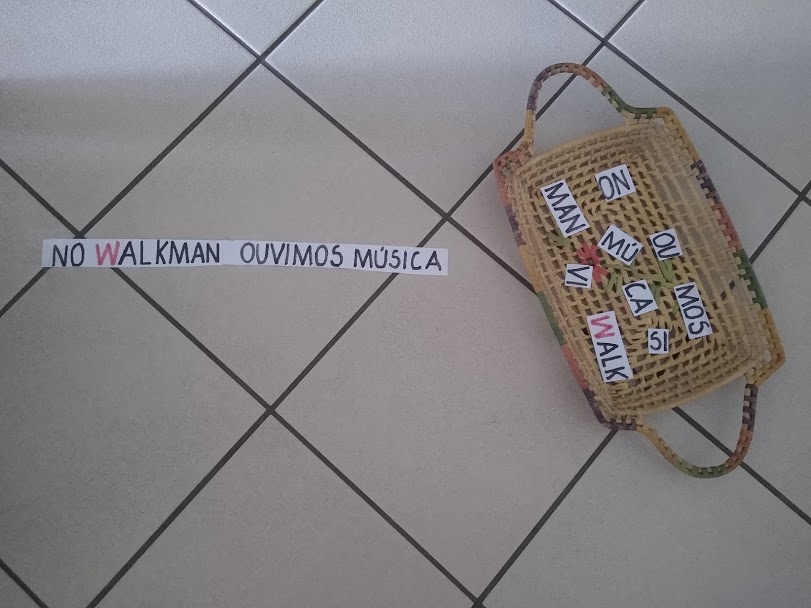 NO WALKMAN OUVIMOS MÚSICA
ON
MAN
MÚ
OU
VI
CA
MOS
WALK
SI